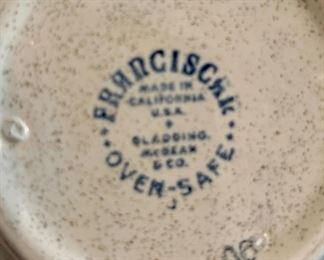 FRANCISCAN
MADE IN
CALIFORNIA
U.S.A.
GLADDING,
McBEAN
& CO.
OVEN-SAFE